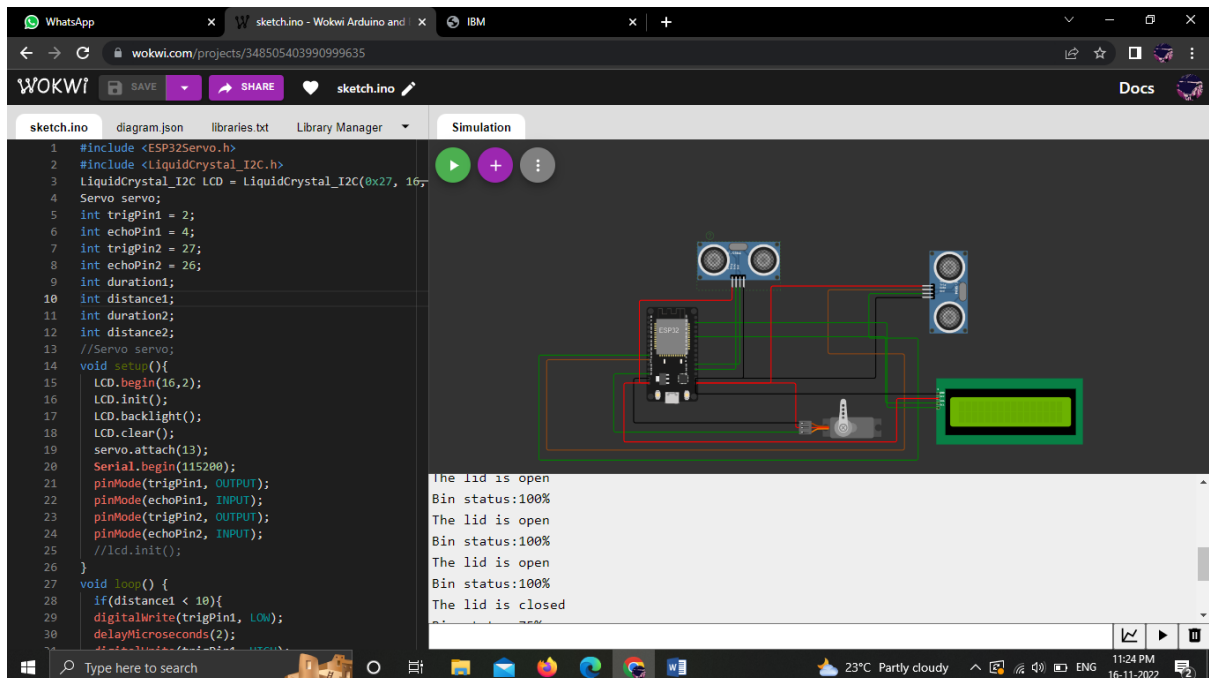 WhatsApp
sketch.ino - Wokwi Arduino and
IBM
wokwi.com/projects/348505403990999635
WOKWI
SAVE
SHARE
sketch.ino
Docs
sketch.ino
diagram.json
libraries.txt
Library Manager
Simulation
1 #include <ESP32Servo.h>
2 #include <LiquidCrystal_I2C.h>
3 LiquidCrystal_I2C LCD = LiquidCrystal_I2C(0x27, 16,
4 Servo servo;
5 int trigPin1 = 2;
6 int echoPin1 = 4;
7 int trigPin2 = 27;
8 int echoPin2 = 26;
9 int duration1;
10 int distance1;
11 int duration2;
12 int distance2;
13 //Servo servo;
14 void setup(){
15 LCD.begin(16,2);
16 LCD.init();
17 LCD.backlight();
18 LCD.clear();
19 servo.attach(13);
20 Serial.begin(115200);
21 pinMode(trigPin1, OUTPUT);
22 pinMode(echoPin1, INPUT);
23 pinMode(trigPin2, OUTPUT);
24 pinMode(echoPin2, INPUT);
25 //lcd.init();
26 }
27 void loop() {
28 if(distance1 < 10){
29 digitalWrite(trigPin1, LOW);
30 delayMicroseconds(2);
ESP32
The lid is open
Bin status:100%
The lid is open
Bin status:100%
The lid is open
Bin status:100%
The lid is closed
Type here to search
23°C Partly cloudy
ENG
11:24 PM
16-11-2022
2